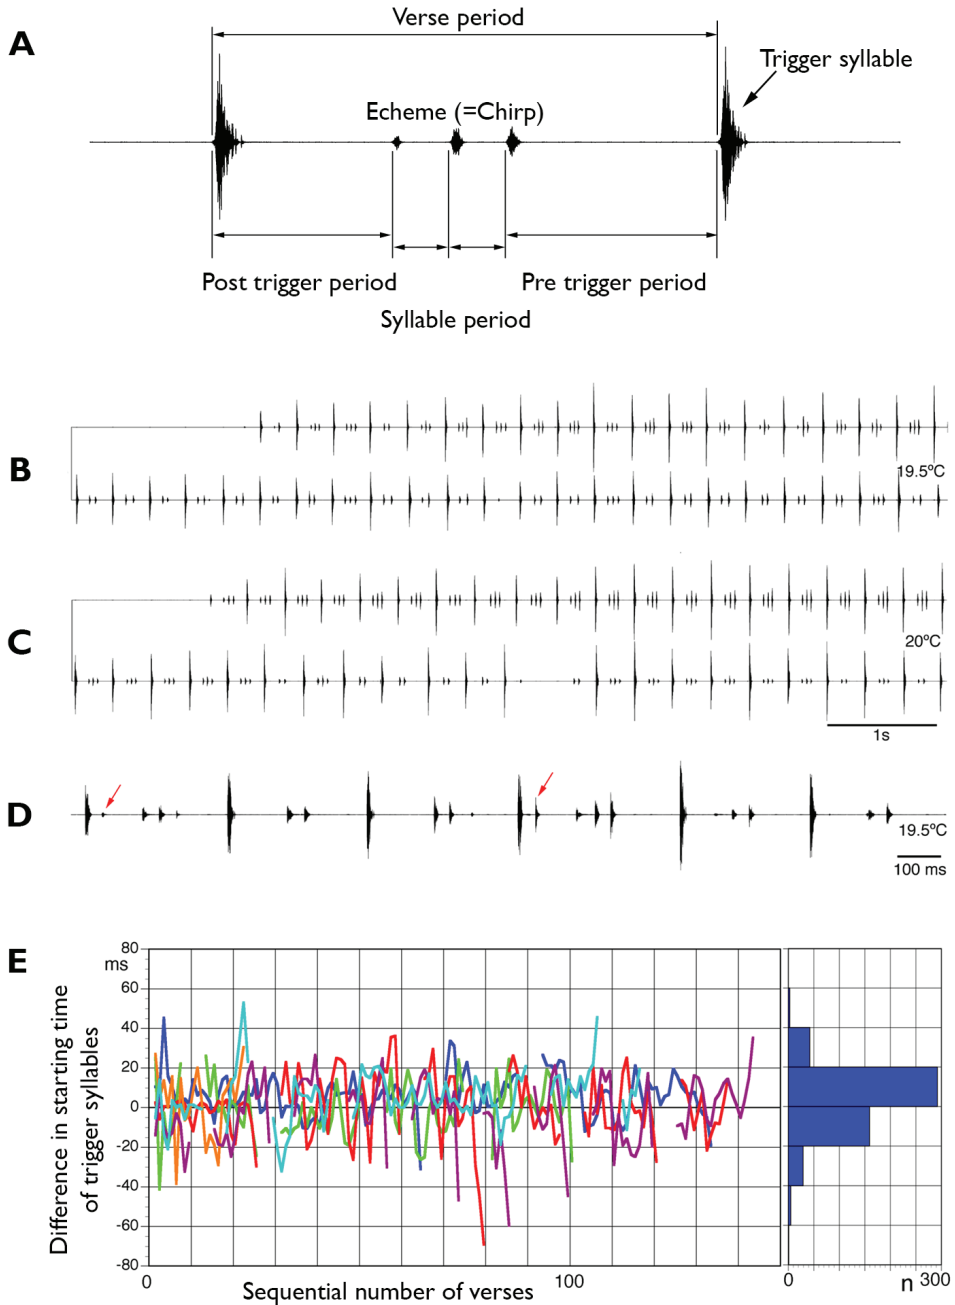 A
Verse period
Trigger syllable
Echeme (=Chirp)
Post trigger period
Pre trigger period
Syllable period
B
19.5ºC
C
20ºC
1s
D
19.5ºC
100 ms
E
80
ms
60
40
20
0
-20
-40
-60
-80
Difference in starting time
of trigger syllables
0
100
Sequential number of verses
0
n
300